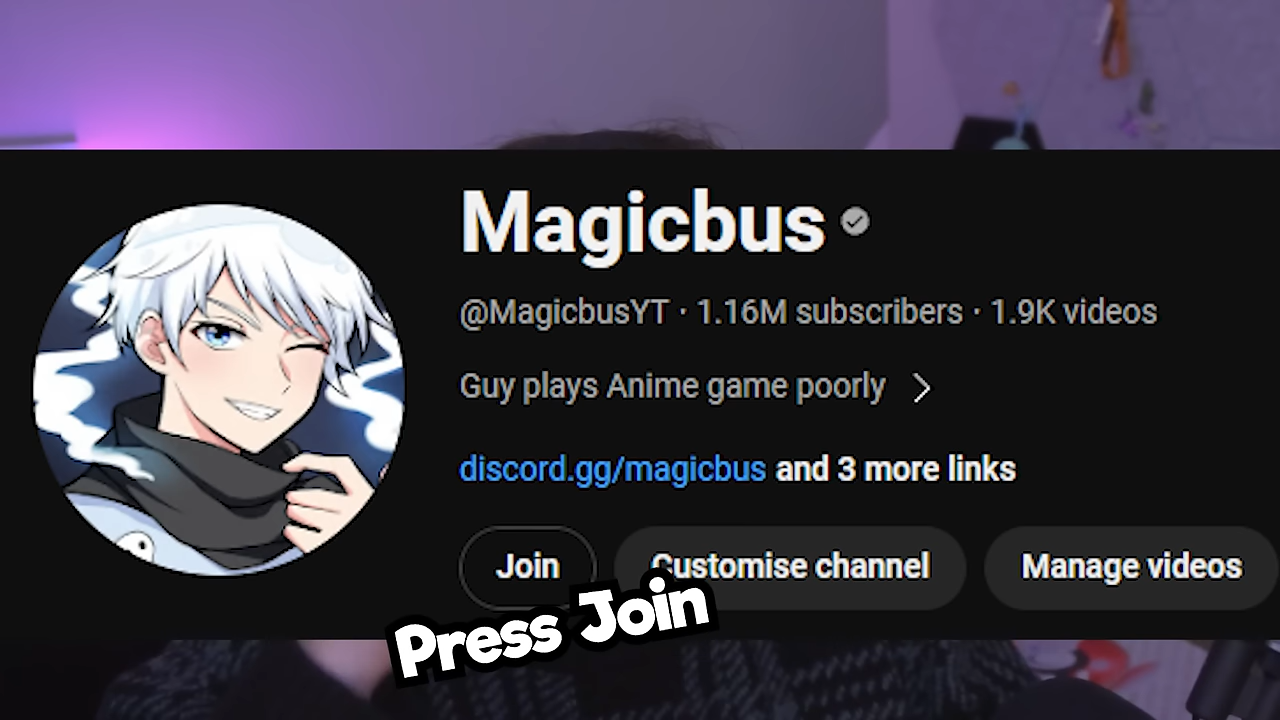 Magicbus
@MagicbusYT · 1.16M subscribers · 1.9K videos
Guy plays Anime game poorly
discord.gg/magicbus and 3 more links
Join Customise channel Manage videos
Press Join